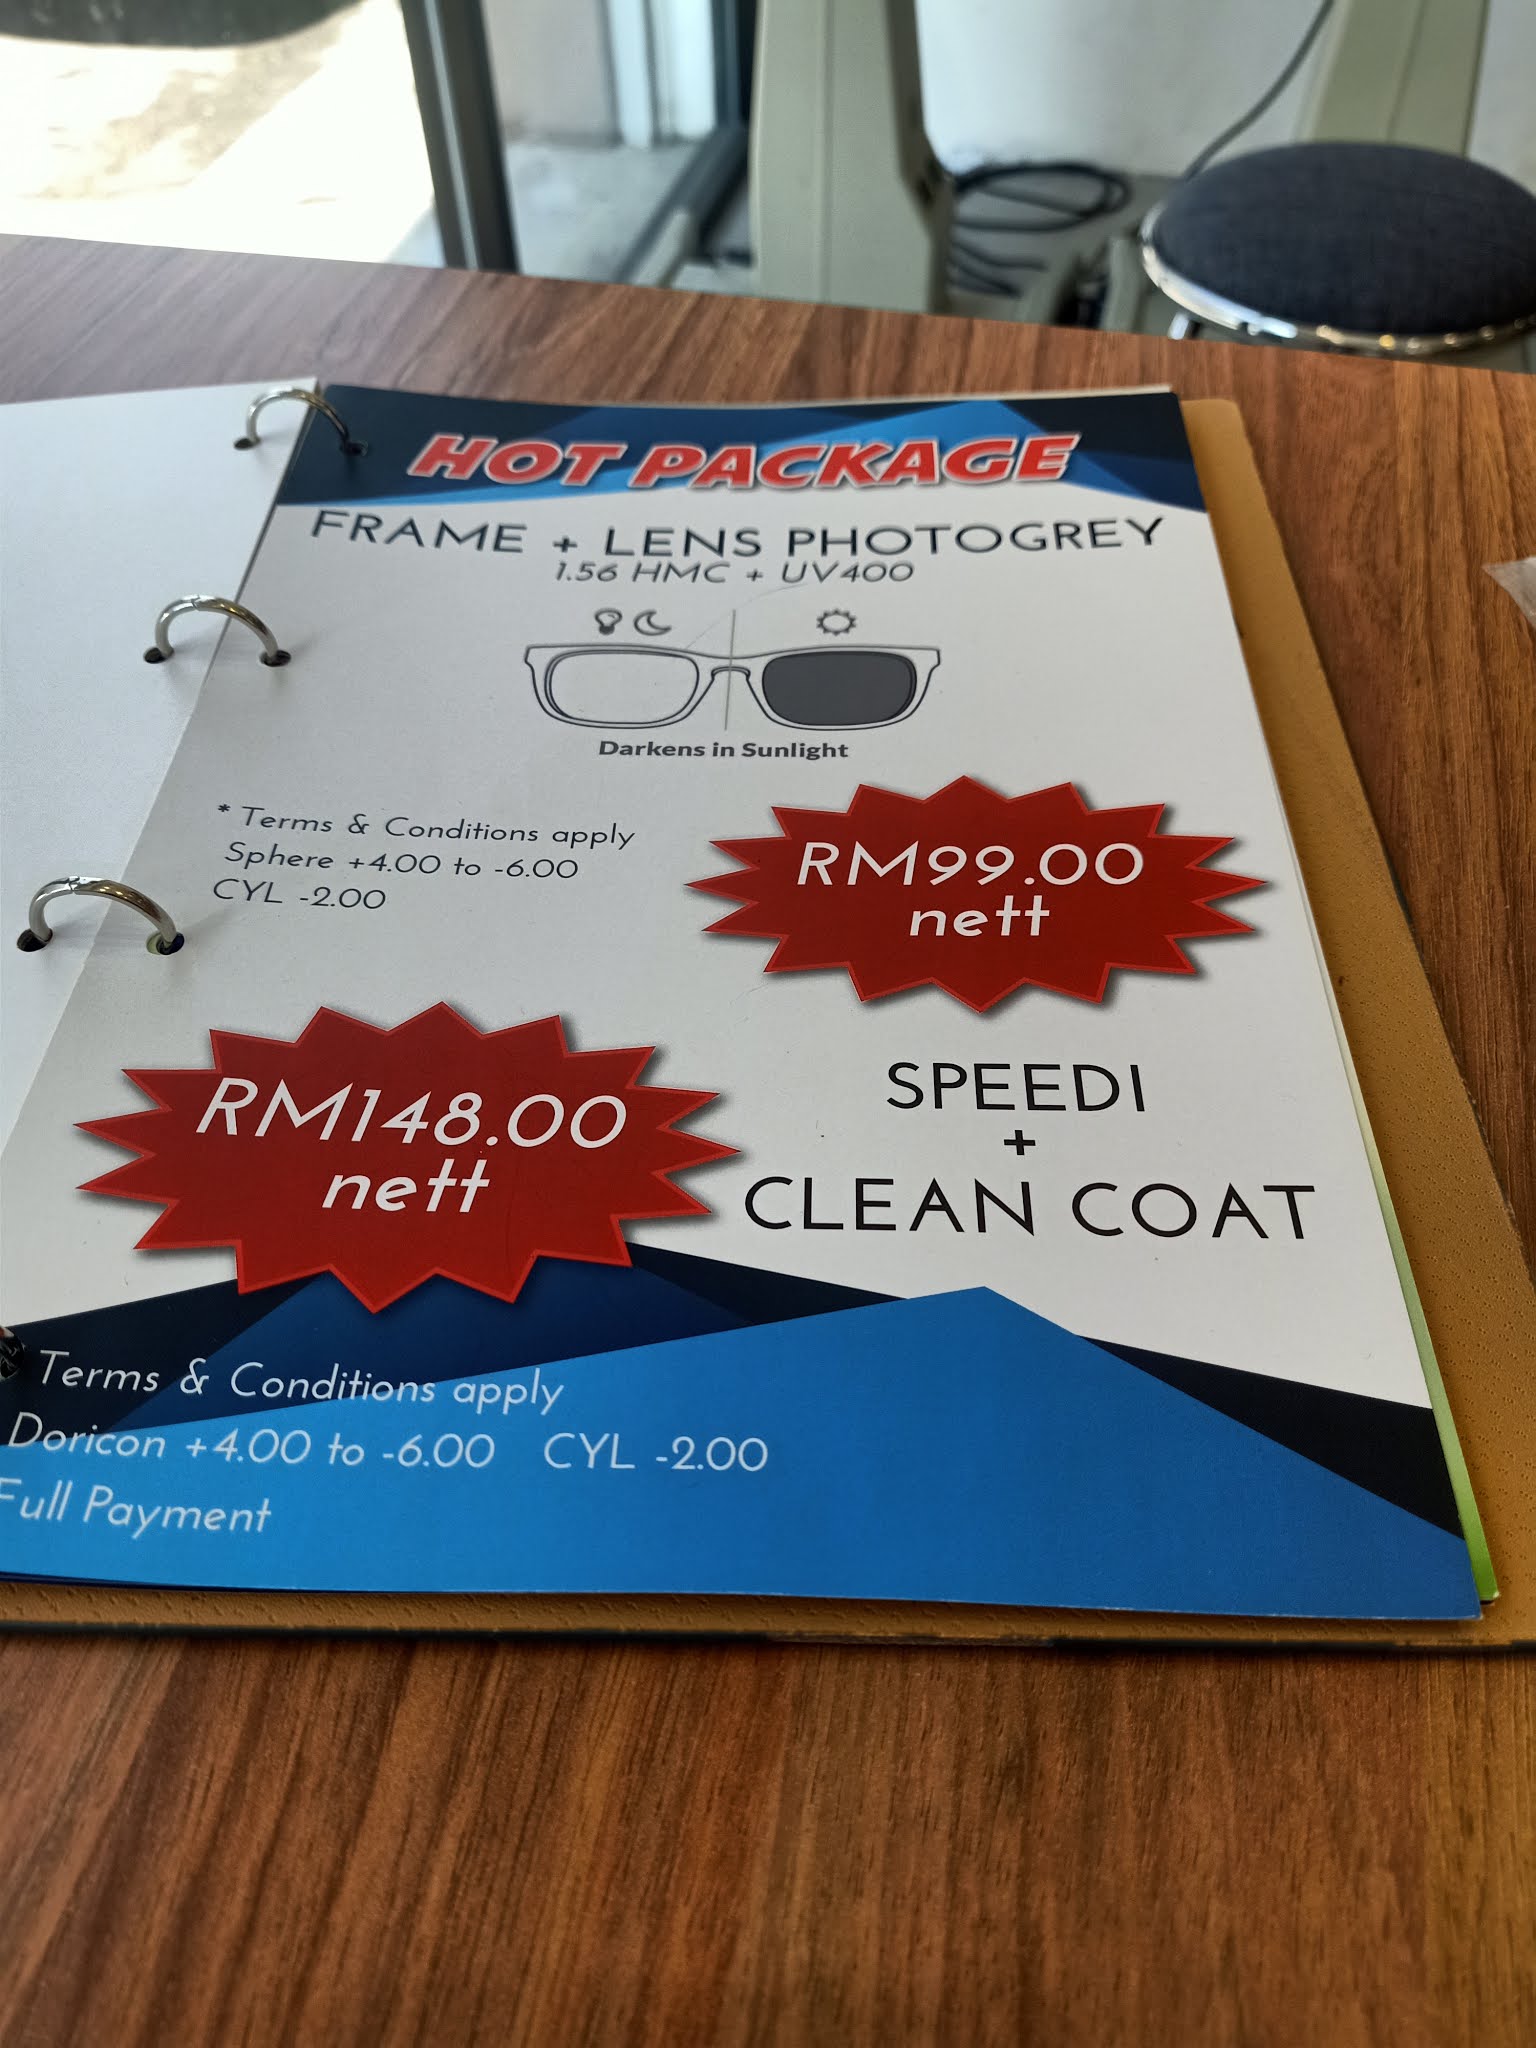 HOT PACKAGE
FRAME + LENS PHOTOGREY
1.56 HMC + UV400
Darkens in Sunlight
* Terms & Conditions apply
Sphere +4.00 to -6.00
CYL -2.00
RM99.00
nett
RM148.00
nett
SPEEDI
+
CLEAN COAT
Terms & Conditions apply
Doricon +4.00 to -6.00 CYL -2.00
Full Payment